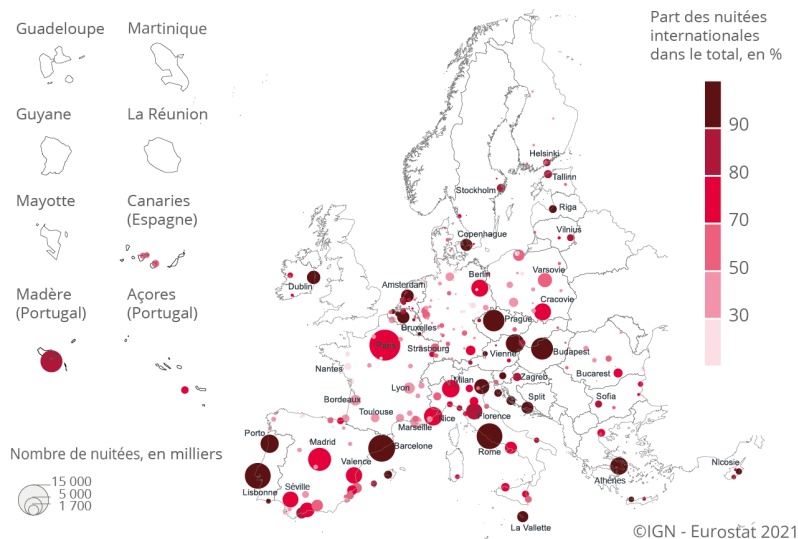 Guadeloupe
Martinique
Guyane
La Réunion
Mayotte
Canaries
(Espagne)
Madère
(Portugal)
Açores
(Portugal)
Nombre de nuitées, en milliers
15 000
5 000
1 700
Part des nuitées
internationales
dans le total, en %
90
80
70
50
30
Helsinki
Tallinn
Stockholm
Riga
Vilnius
Copenhague
Dublin
Amsterdam
Berlin
Varsovie
Cracovie
Bruxelles
Prague
Paris
Strasbourg
Vienne
Budapest
Nantes
Lyon
Milan
Zagreb
Bucarest
Bordeaux
Split
Sofia
Toulouse
Marseille
Nice
Florence
Porto
Madrid
Barcelone
Rome
Valence
Lisbonne
Séville
Athènes
Nicosie
La Vallette
©IGN - Eurostat 2021